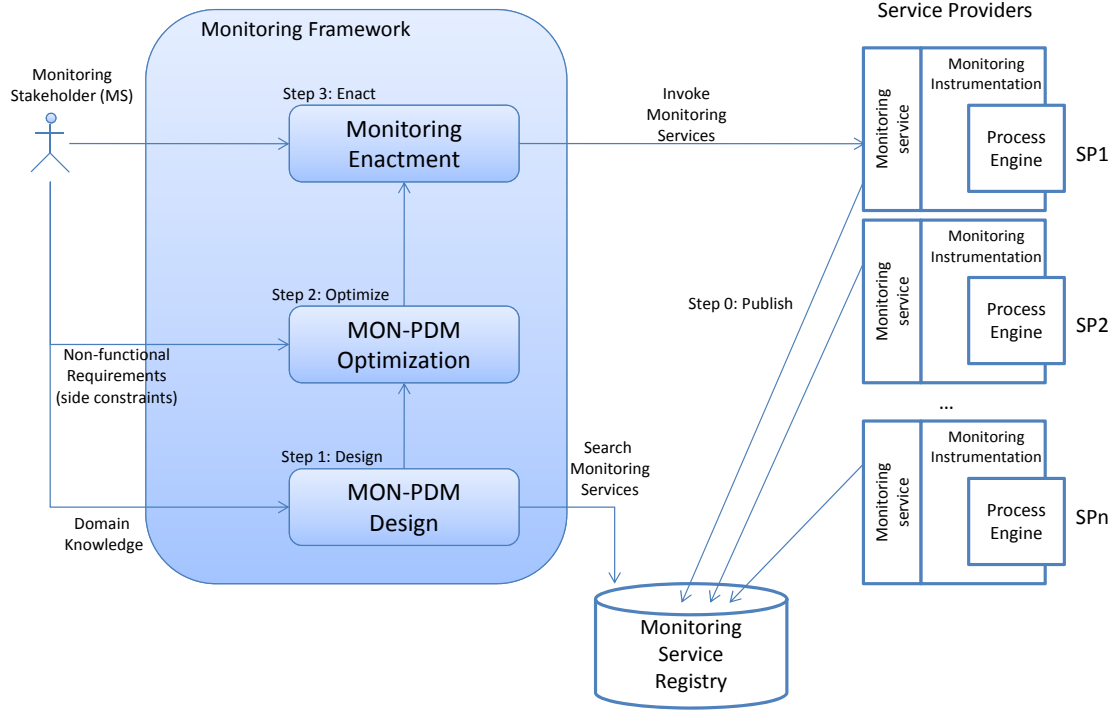 Service Providers
Monitoring Framework
Monitoring
Stakeholder (MS)
Step 3: Enact
Monitoring
Enactment
Invoke
Monitoring
Services
Monitoring
service
Monitoring
Instrumentation
Process
Engine
SP1
Step 2: Optimize
MON-PDM
Optimization
Non-functional
Requirements
(side constraints)
Step 0: Publish
Monitoring
service
Monitoring
Instrumentation
Process
Engine
SP2
...
Step 1: Design
MON-PDM
Design
Domain
Knowledge
Search
Monitoring
Services
Monitoring
service
Monitoring
Instrumentation
Process
Engine
SPn
Monitoring
Service
Registry